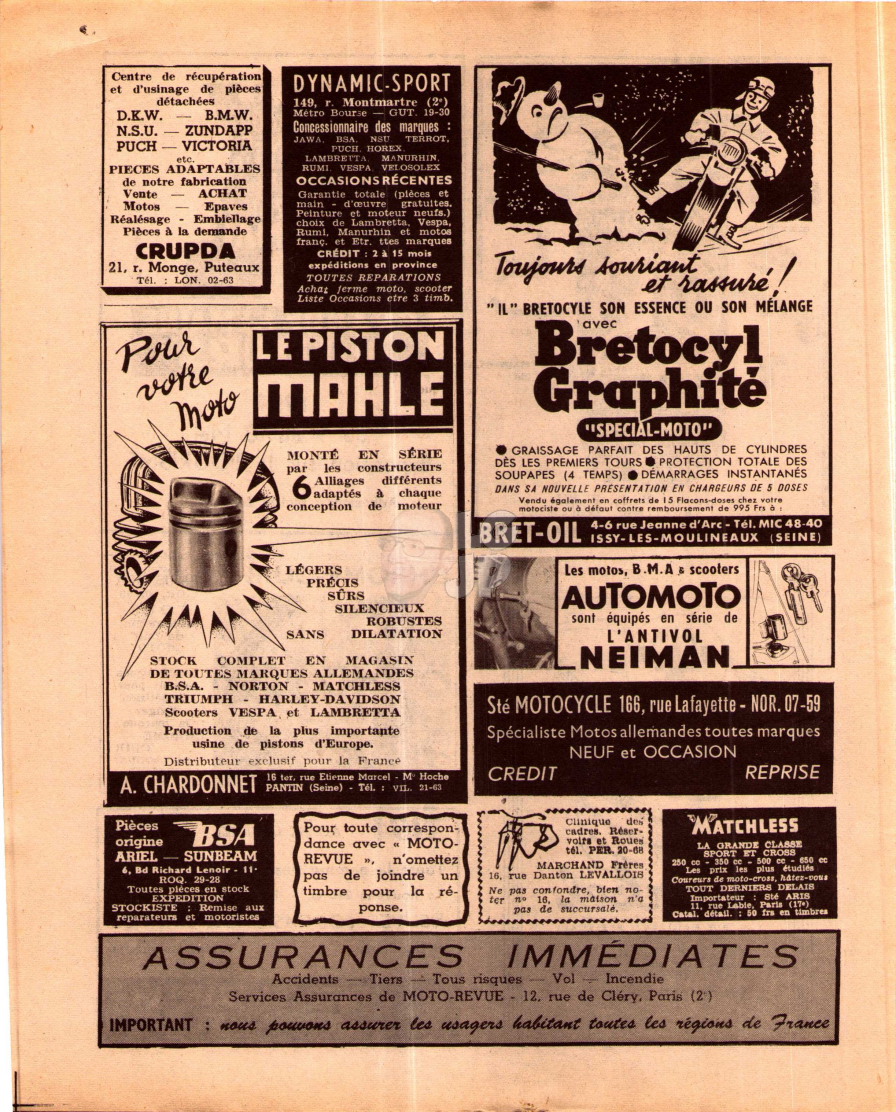 Centre de récupération
et d'usinage de pièces
détachées
D.K.W. — B.M.W.
N.S.U. — ZUNDAPP
PUCH — VICTORIA
etc.
PIECES ADAPTABLES
de notre fabrication
Vente — ACHAT
Motos — Epaves
Réalésage - Embiellage
Pièces à la demande
CRUPDA
21, r. Monge, Puteaux
Tél. : LON. 02-63
DYNAMIC-SPORT
149, r. Montmartre (2e)
Métro Bourse — GUT. 19-30
Concessionnaire des marques :
JAWA, BSA, NSU TERROT,
PUCH, HOREX,
LAMBRETTA, MANURHIN,
RUMI, VESPA, VELOSOLEX
OCCASIONS RÉCENTES
Garantie totale (pièces et
main - d'œuvre gratuites,
Peinture et moteur neufs.)
choix de Lambretta, Vespa,
Rumi, Manurhin et motos
franç. et Etr. ttes marques
CRÉDIT : 2 à 15 mois
expéditions en province
TOUTES REPARATIONS
Achat ferme moto, scooter
Liste Occasions ctre 3 timb.
Toujours souriant
et rassuré !
"IL" BRETOCYLE SON ESSENCE OU SON MÉLANGE
avec
Bretocyl
Graphité
"SPECIAL-MOTO"
● GRAISSAGE PARFAIT DES HAUTS DE CYLINDRES
DÈS LES PREMIERS TOURS ● PROTECTION TOTALE DES
SOUPAPES (4 TEMPS) ● DÉMARRAGES INSTANTANÉS
DANS SA NOUVELLE PRÉSENTATION EN CHARGEURS DE 5 DOSES
Vendu également en coffrets de 15 Flacons-doses chez votre
motociste ou à défaut contre remboursement de 995 Frs à :
BRET-OIL 4-6 rue Jeanne d'Arc - Tél. MIC 48-40
ISSY-LES-MOULINEAUX (SEINE)
Pour
votre
Moto
LE PISTON
MAHLE
MONTÉ EN SÉRIE
par les constructeurs
6 Alliages différents
adaptés à chaque
conception de moteur
LÉGERS
PRÉCIS
SÛRS
SILENCIEUX
ROBUSTES
SANS DILATATION
STOCK COMPLET EN MAGASIN
DE TOUTES MARQUES ALLEMANDES
B.S.A. - NORTON - MATCHLESS
TRIUMPH - HARLEY-DAVIDSON
Scooters VESPA et LAMBRETTA
Production de la plus importante
usine de pistons d'Europe.
Distributeur exclusif pour la France
A. CHARDONNET 16 ter, rue Etienne Marcel - Mo Hoche
PANTIN (Seine) - Tél. : VIL. 21-63
Les motos, B.M.A & scooters
AUTOMOTO
sont équipés en série de
L'ANTIVOL
NEIMAN
Sté MOTOCYCLE 166, rue Lafayette - NOR. 07-59
Spécialiste Motos allemandes toutes marques
NEUF et OCCASION
CREDIT REPRISE
Pièces
origine BSA
ARIEL — SUNBEAM
6, Bd Richard Lenoir - 11e
ROQ. 29-28
Toutes pièces en stock
EXPEDITION
STOCKISTE : Remise aux
reparateurs et motoristes
Pour toute correspon-
dance avec « MOTO-
REVUE », n'omettez
pas de joindre un
timbre pour la ré-
ponse.
Clinique des
cadres, Réser-
voirs et Roues
tél. PER. 20-68
MARCHAND Frères
16, rue Danton LEVALLOIS
Ne pas confondre, bien no-
ter n° 16, la maison n'a
pas de succursale.
MATCHLESS
LA GRANDE CLASSE
SPORT ET CROSS
250 cc - 350 cc - 500 cc - 650 cc
Les prix les plus étudiés
Coureurs de moto-cross, hâtez-vous
TOUT DERNIERS DELAIS
Importateur : Sté ARIS
11, rue Labie, Paris (17e)
Catal. détail. : 50 frs en timbres
ASSURANCES IMMÉDIATES
Accidents — Tiers — Tous risques — Vol — Incendie
Services Assurances de MOTO-REVUE - 12, rue de Cléry, Paris (2e)
IMPORTANT : nous pouvons assurer les usagers habitant toutes les régions de France